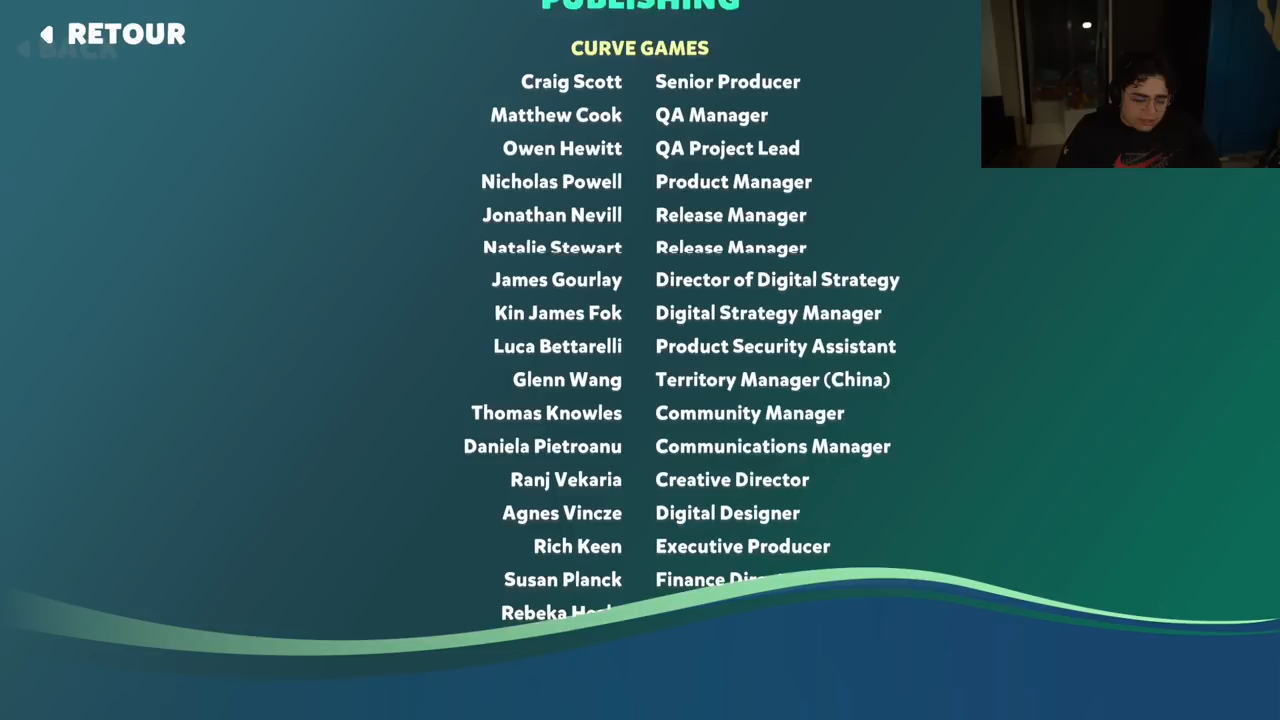 PUBLISHING
RETOUR
BACK
CURVE GAMES
Craig Scott Senior Producer
Matthew Cook QA Manager
Owen Hewitt QA Project Lead
Nicholas Powell Product Manager
Jonathan Nevill Release Manager
Natalie Stewart Release Manager
James Gourlay Director of Digital Strategy
Kin James Fok Digital Strategy Manager
Luca Bettarelli Product Security Assistant
Glenn Wang Territory Manager (China)
Thomas Knowles Community Manager
Daniela Pietroanu Communications Manager
Ranj Vekaria Creative Director
Agnes Vincze Digital Designer
Rich Keen Executive Producer
Susan Planck Finance
Rebeka